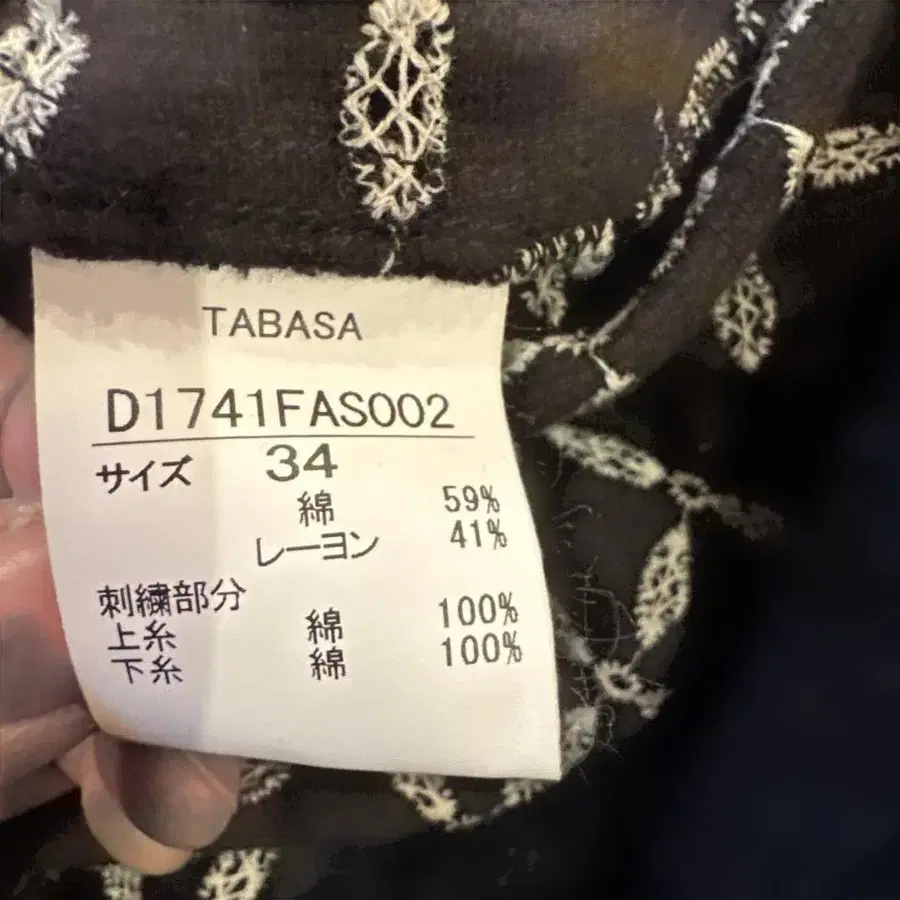 TABASA
D1741FAS002
サイズ 34
綿 59%
レーヨン 41%
刺繍部分
上糸 綿 100%
下糸 綿 100%